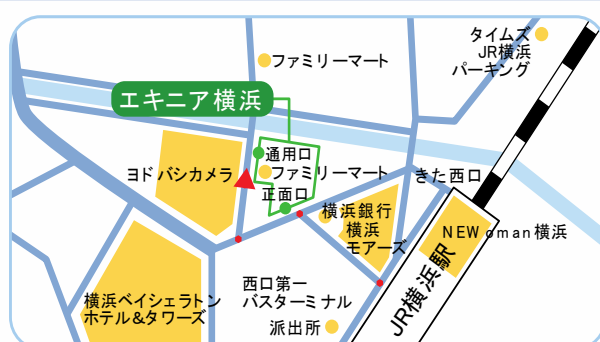 タイムズ
JR横浜
パーキング
ファミリーマート
エキニア横浜
通用口
ファミリーマート
ヨドバシカメラ
きた西口
正面口
横浜銀行
横浜
モアーズ
NEWoman横浜
JR横浜駅
西口第一
バスターミナル
横浜ベイシェラトン
ホテル&タワーズ
派出所